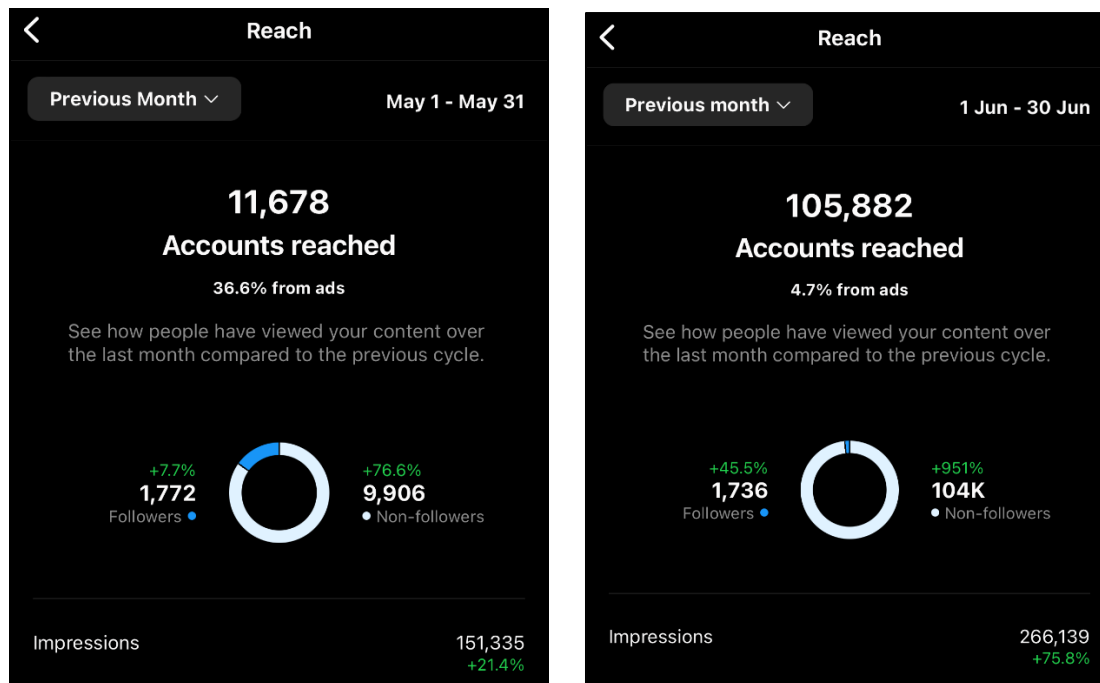 Reach
Previous Month
May 1 - May 31
11,678
Accounts reached
36.6% from ads
See how people have viewed your content over
the last month compared to the previous cycle.
+7.7%
1,772
Followers
+76.6%
9,906
Non-followers
Impressions
151,335
+21.4%
Reach
Previous month
1 Jun - 30 Jun
105,882
Accounts reached
4.7% from ads
See how people have viewed your content over
the last month compared to the previous cycle.
+45.5%
1,736
Followers
+951%
104K
Non-followers
Impressions
266,139
+75.8%